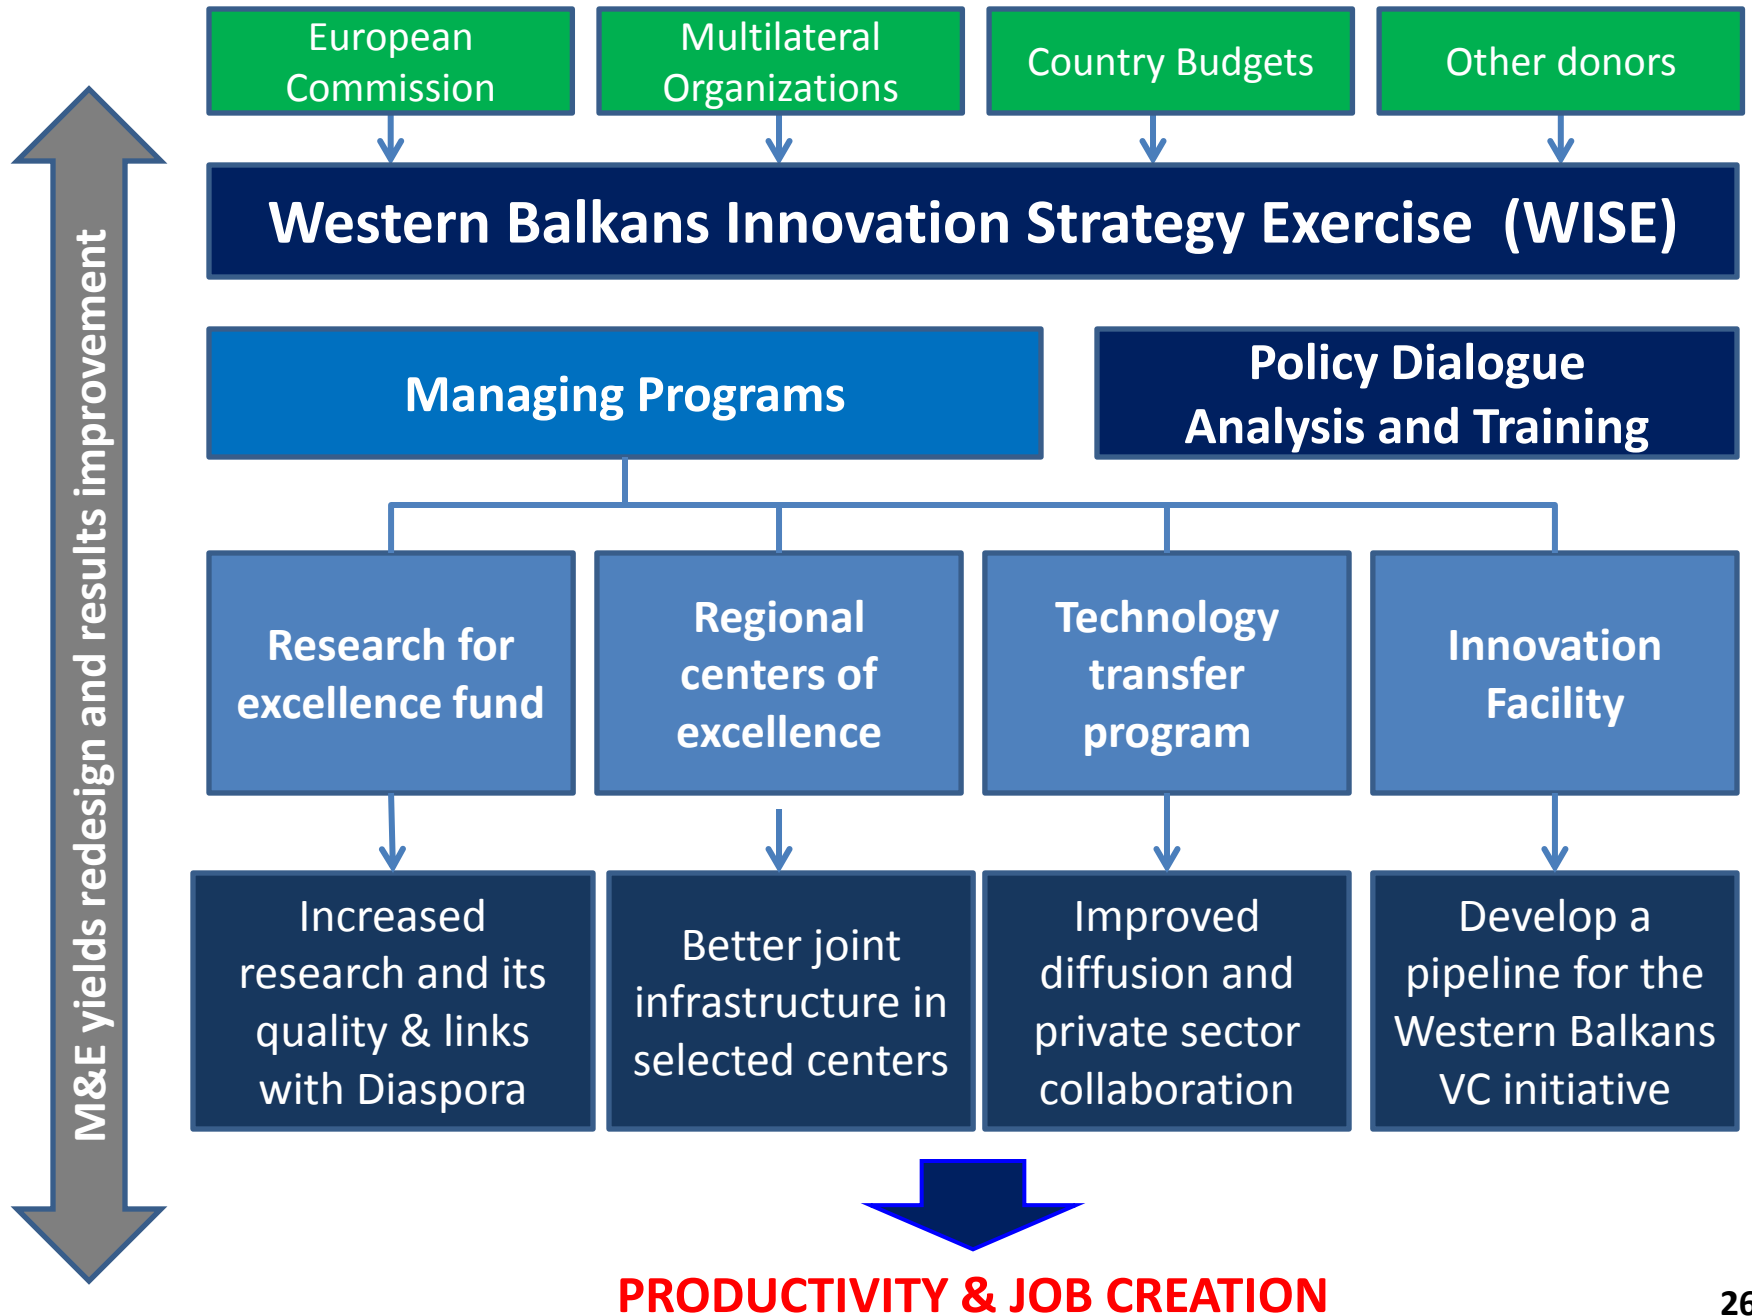 European
Commission
Multilateral
Organizations
Country Budgets
Other donors
Western Balkans Innovation Strategy Exercise (WISE)
Managing Programs
Policy Dialogue
Analysis and Training
Research for
excellence fund
Regional
centers of
excellence
Technology
transfer
program
Innovation
Facility
Increased
research and its
quality & links
with Diaspora
Better joint
infrastructure in
selected centers
Improved
diffusion and
private sector
collaboration
Develop a
pipeline for the
Western Balkans
VC initiative
M&E yields redesign and results improvement
PRODUCTIVITY & JOB CREATION
26